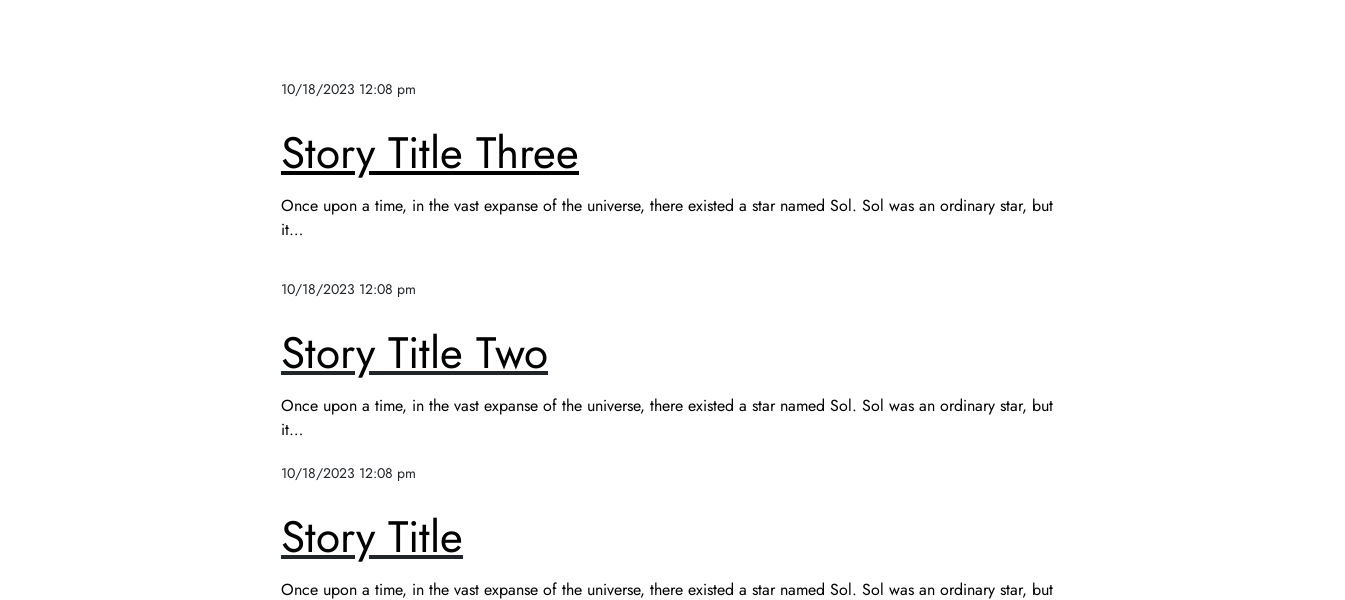 10/18/2023 12:08 pm
Story Title Three
Once upon a time, in the vast expanse of the universe, there existed a star named Sol. Sol was an ordinary star, but
it...
10/18/2023 12:08 pm
Story Title Two
Once upon a time, in the vast expanse of the universe, there existed a star named Sol. Sol was an ordinary star, but
it...
10/18/2023 12:08 pm
Story Title
Once upon a time, in the vast expanse of the universe, there existed a star named Sol. Sol was an ordinary star, but